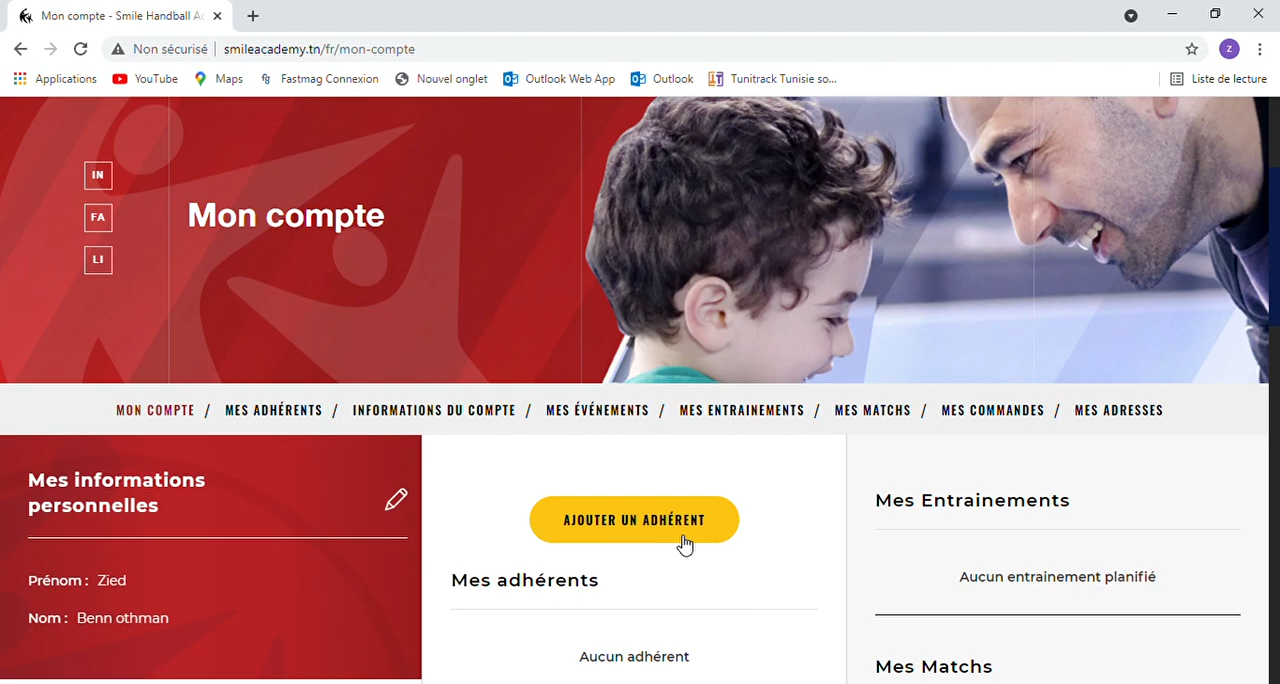 Mon compte - Smile Handball Ac
Non sécurisé smileacademy.tn/fr/mon-compte
Z
Applications YouTube Maps Fastmag Connexion Nouvel onglet Outlook Web App Outlook Tunitrack Tunisie so... Liste de lecture
IN
FA
LI
Mon compte
MON COMPTE / MES ADHÉRENTS / INFORMATIONS DU COMPTE / MES ÉVÉNEMENTS / MES ENTRAINEMENTS / MES MATCHS / MES COMMANDES / MES ADRESSES
Mes informations
personnelles
Prénom : Zied
Nom : Benn othman
AJOUTER UN ADHÉRENT
Mes adhérents
Aucun adhérent
Mes Entrainements
Aucun entrainement planifié
Mes Matchs